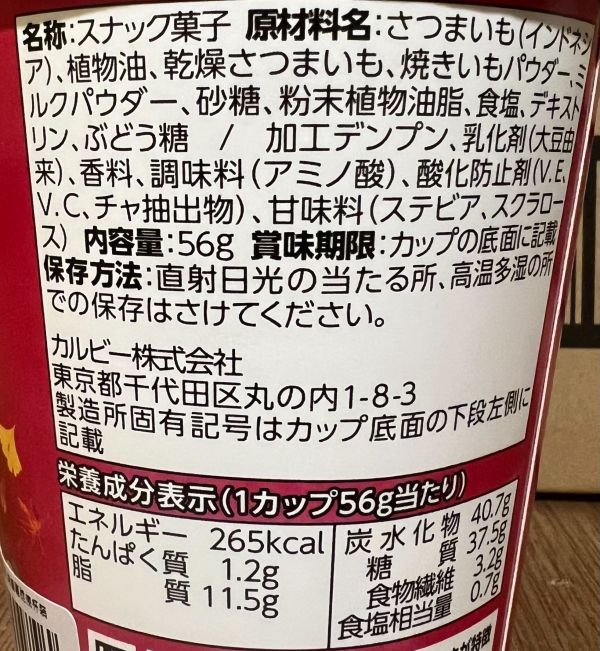 名称:スナック菓子 原材料名:さつまいも(インドネシ
ア)、植物油、乾燥さつまいも、焼きいもパウダー、ミ
ルクパウダー、砂糖、粉末植物油脂、食塩、デキスト
リン、ぶどう糖 / 加工デンプン、乳化剤(大豆由
来)、香料、調味料(アミノ酸)、酸化防止剤(V.E、
V.C、チャ抽出物)、甘味料(ステビア、スクラロー
ス) 内容量:56g 賞味期限:カップの底面に記載
保存方法:直射日光の当たる所、高温多湿の所
での保存はさけてください。
カルビー株式会社
東京都千代田区丸の内1-8-3
製造所固有記号はカップ底面の下段左側に
記載
栄養成分表示(1カップ56g当たり)
エネルギー 265kcal
たんぱく質 1.2g
脂質 11.5g
炭水化物 40.7g
糖質 37.5g
食物繊維 3.2g
食塩相当量 0.7g